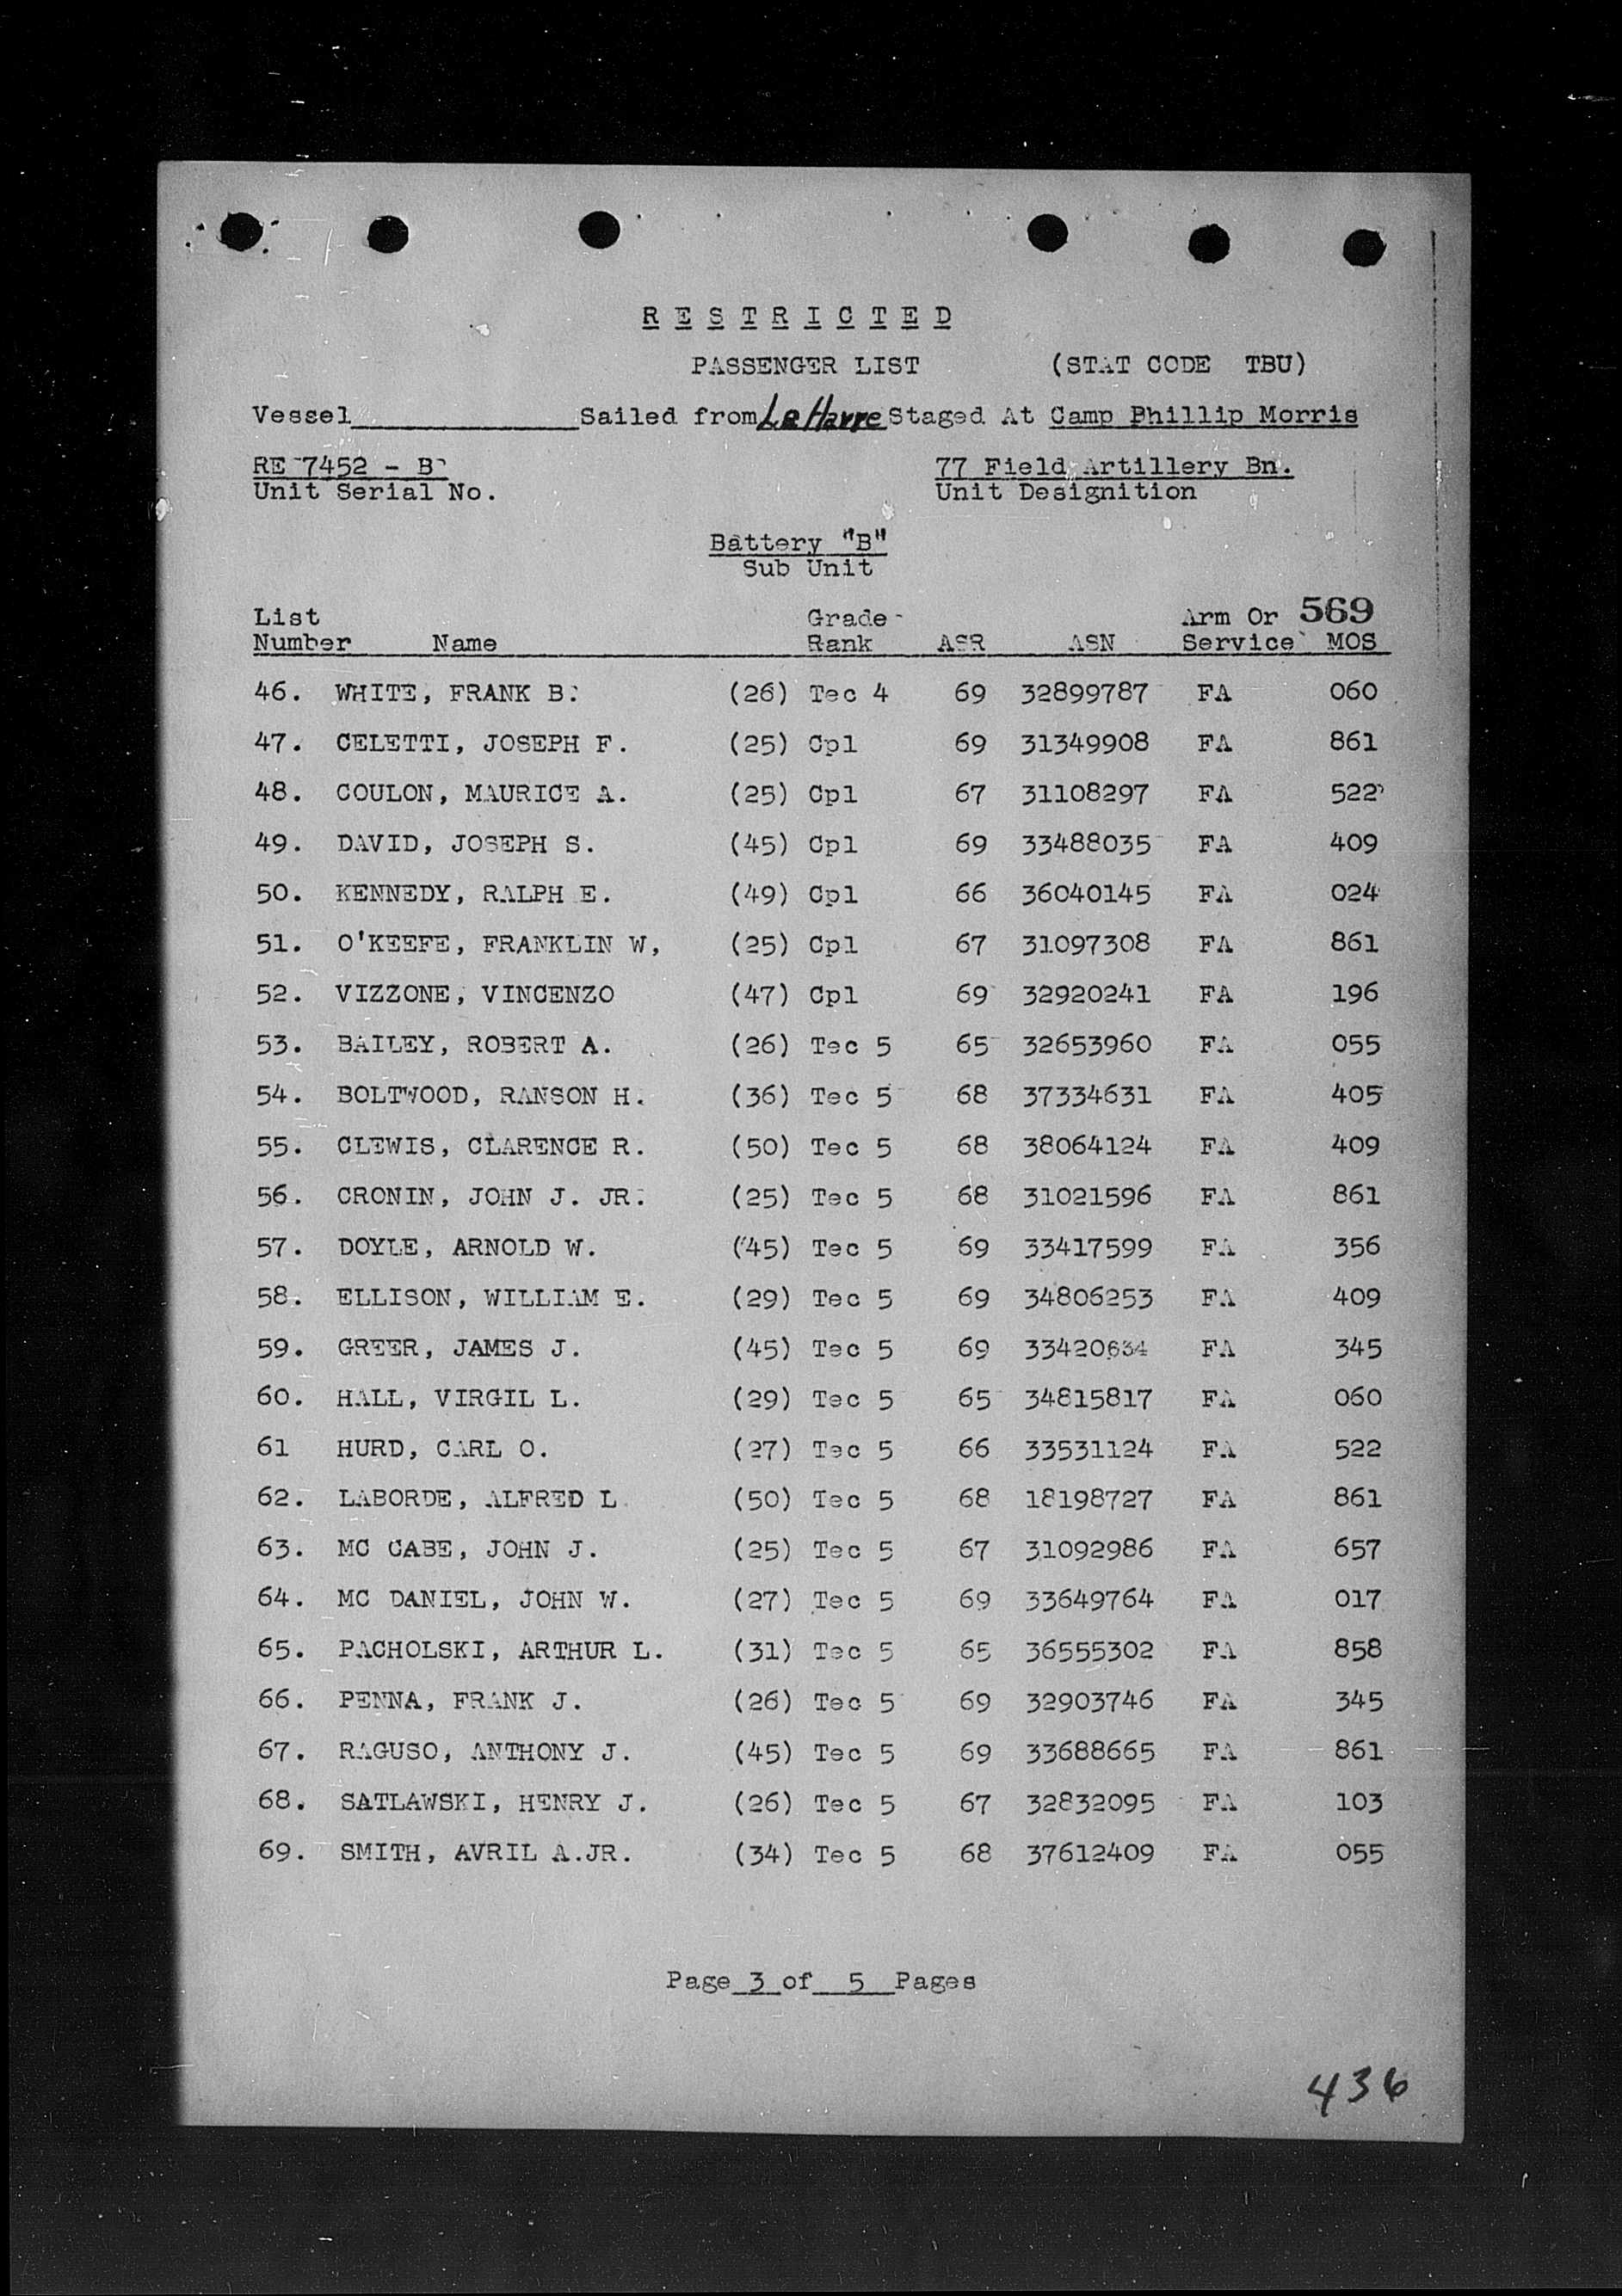 RESTRICTED
PASSENGER LIST (STAT CODE TBU)
Vessel____________Sailed from Le Havre Staged At Camp Phillip Morris
RE 7452 - B 77 Field Artillery Bn.
Unit Serial No. Unit Designition
Battery "B"
Sub Unit
List Grade Arm Or 569
Number Name Rank ASR ASN Service MOS
46. WHITE, FRANK B. (26) Tec 4 69 32899787 FA 060
47. CELETTI, JOSEPH F. (25) Cpl 69 31349908 FA 861
48. COULON, MAURICE A. (25) Cpl 67 31108297 FA 522
49. DAVID, JOSEPH S. (45) Cpl 69 33488035 FA 409
50. KENNEDY, RALPH E. (49) Cpl 66 36040145 FA 024
51. O'KEEFE, FRANKLIN W, (25) Cpl 67 31097308 FA 861
52. VIZZONE, VINCENZO (47) Cpl 69 32920241 FA 196
53. BAILEY, ROBERT A. (26) Tec 5 65 32653960 FA 055
54. BOLTWOOD, RANSON H. (36) Tec 5 68 37334631 FA 405
55. CLEWIS, CLARENCE R. (50) Tec 5 68 38064124 FA 409
56. CRONIN, JOHN J. JR. (25) Tec 5 68 31021596 FA 861
57. DOYLE, ARNOLD W. (45) Tec 5 69 33417599 FA 356
58. ELLISON, WILLIAM E. (29) Tec 5 69 34806253 FA 409
59. GREER, JAMES J. (45) Tec 5 69 33420634 FA 345
60. HALL, VIRGIL L. (29) Tec 5 65 34815817 FA 060
61 HURD, CARL O. (27) Tec 5 66 33531124 FA 522
62. LABORDE, ALFRED L (50) Tec 5 68 18198727 FA 861
63. MC CABE, JOHN J. (25) Tec 5 67 31092986 FA 657
64. MC DANIEL, JOHN W. (27) Tec 5 69 33649764 FA 017
65. PACHOLSKI, ARTHUR L. (31) Tec 5 65 36555302 FA 858
66. PENNA, FRANK J. (26) Tec 5 69 32903746 FA 345
67. RAGUSO, ANTHONY J. (45) Tec 5 69 33688665 FA 861
68. SATLAWSKI, HENRY J. (26) Tec 5 67 32832095 FA 103
69. SMITH, AVRIL A.JR. (34) Tec 5 68 37612409 FA 055
Page 3 of 5 Pages
436